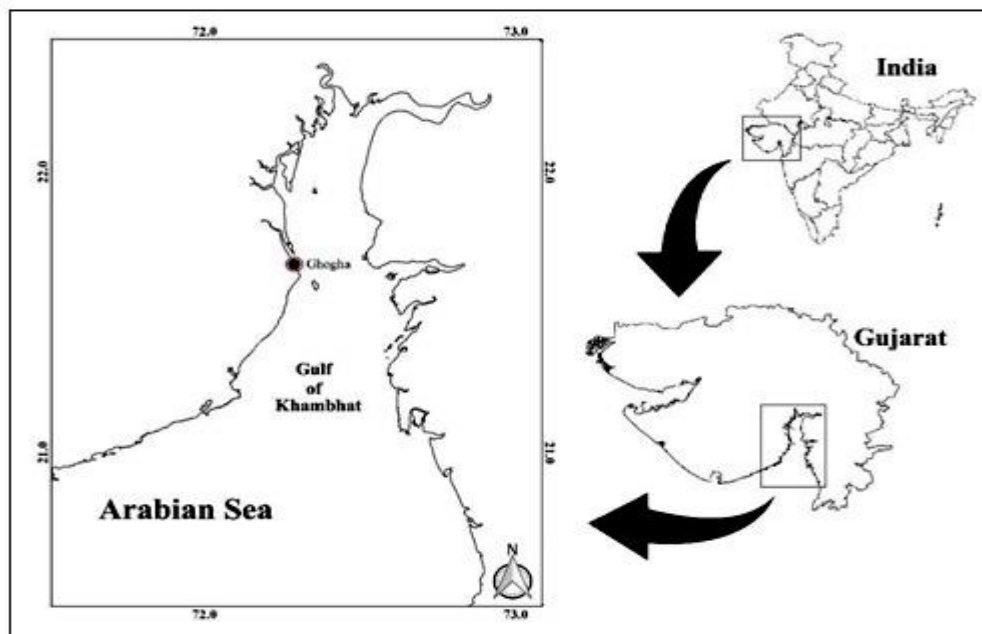 72.0
73.0
22.0
22.0
Ghogha
Gulf
of
Khambhat
21.0
21.0
Arabian Sea
N
72.0
73.0
India
Gujarat